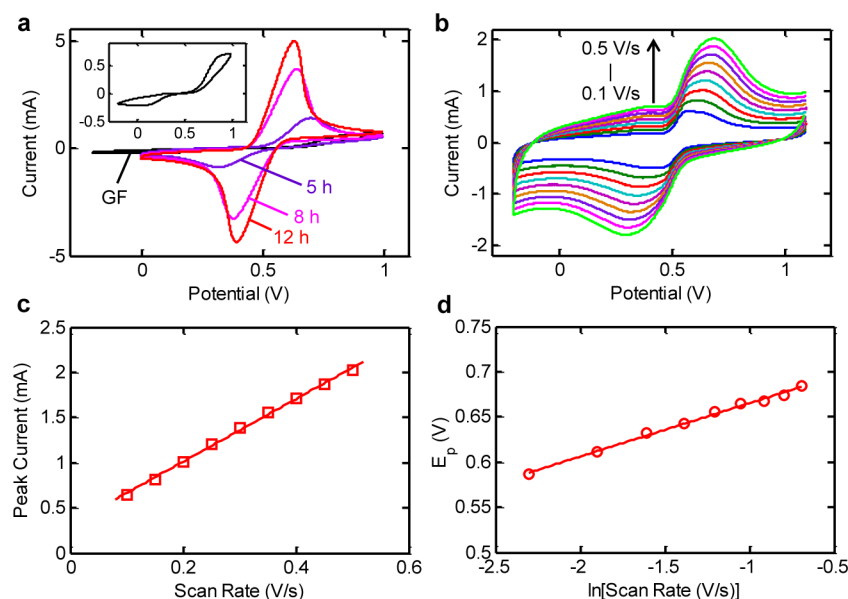 a
5
0
-5
Current (mA)
0
0.5
1
Potential (V)
0.5
0
-0.5
0
0.5
1
GF
5 h
8 h
12 h
b
2
1
0
-1
-2
Current (mA)
0
0.5
1
Potential (V)
0.5 V/s
0.1 V/s
c
2.5
2
1.5
1
0.5
0
Peak Current (mA)
0
0.2
0.4
0.6
Scan Rate (V/s)
d
0.75
0.7
0.65
0.6
0.55
0.5
Ep (V)
-2.5
-2
-1.5
-1
-0.5
ln[Scan Rate (V/s)]